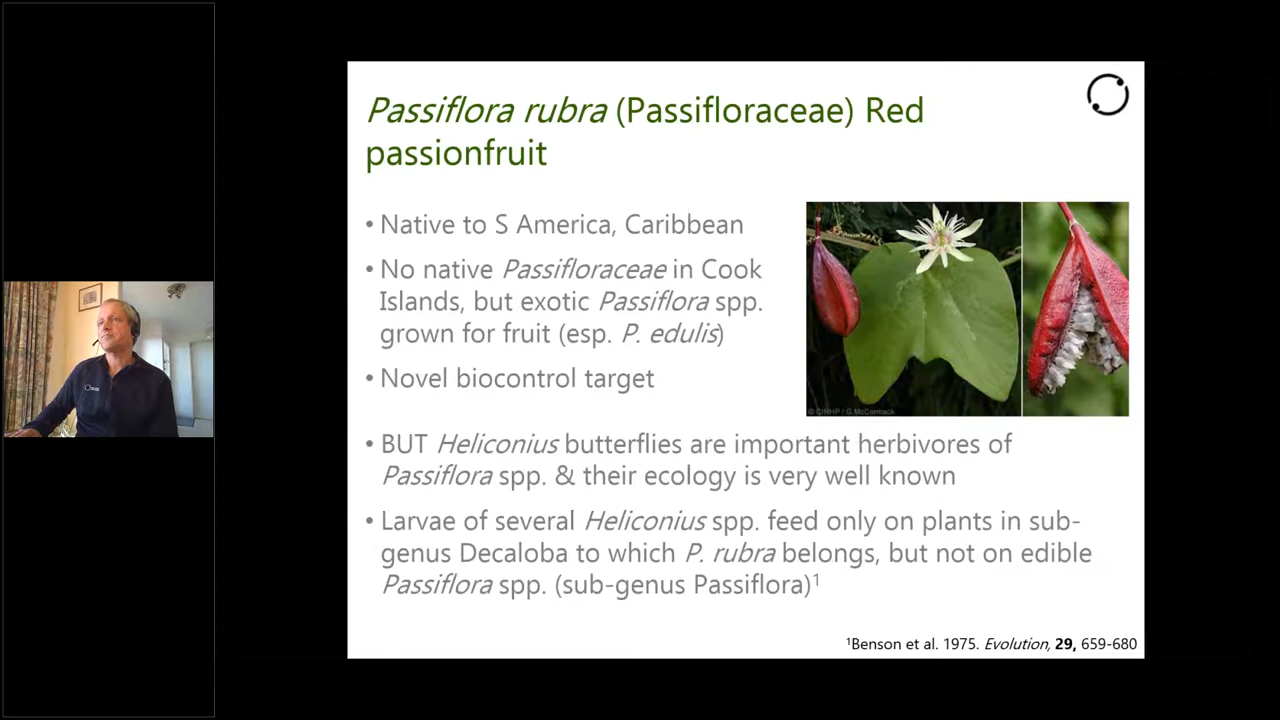 Passiflora rubra (Passifloraceae) Red
passionfruit
• Native to S America, Caribbean
• No native Passifloraceae in Cook
Islands, but exotic Passiflora spp.
grown for fruit (esp. P. edulis)
• Novel biocontrol target
• BUT Heliconius butterflies are important herbivores of
Passiflora spp. & their ecology is very well known
• Larvae of several Heliconius spp. feed only on plants in sub-
genus Decaloba to which P. rubra belongs, but not on edible
Passiflora spp. (sub-genus Passiflora)¹
© CINHP / G.McCormack
¹Benson et al. 1975. Evolution, 29, 659-680